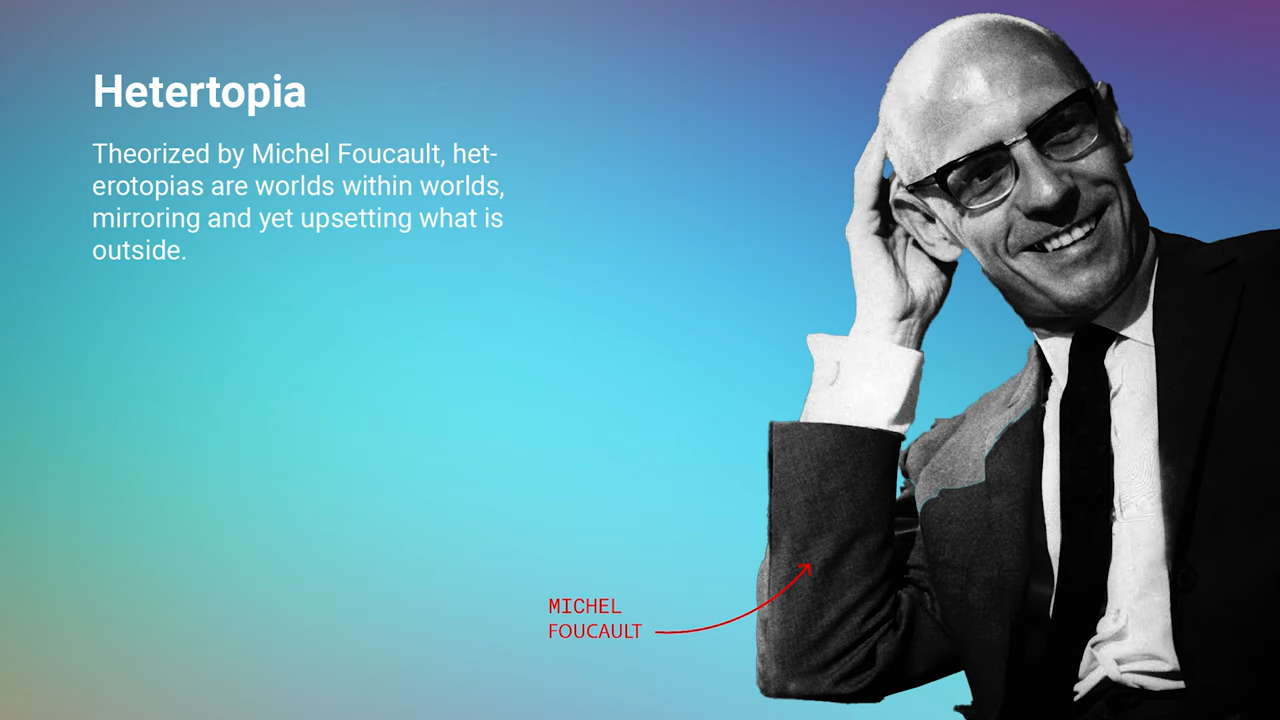 Hetertopia
Theorized by Michel Foucault, het-
erotopias are worlds within worlds,
mirroring and yet upsetting what is
outside.
MICHEL
FOUCAULT